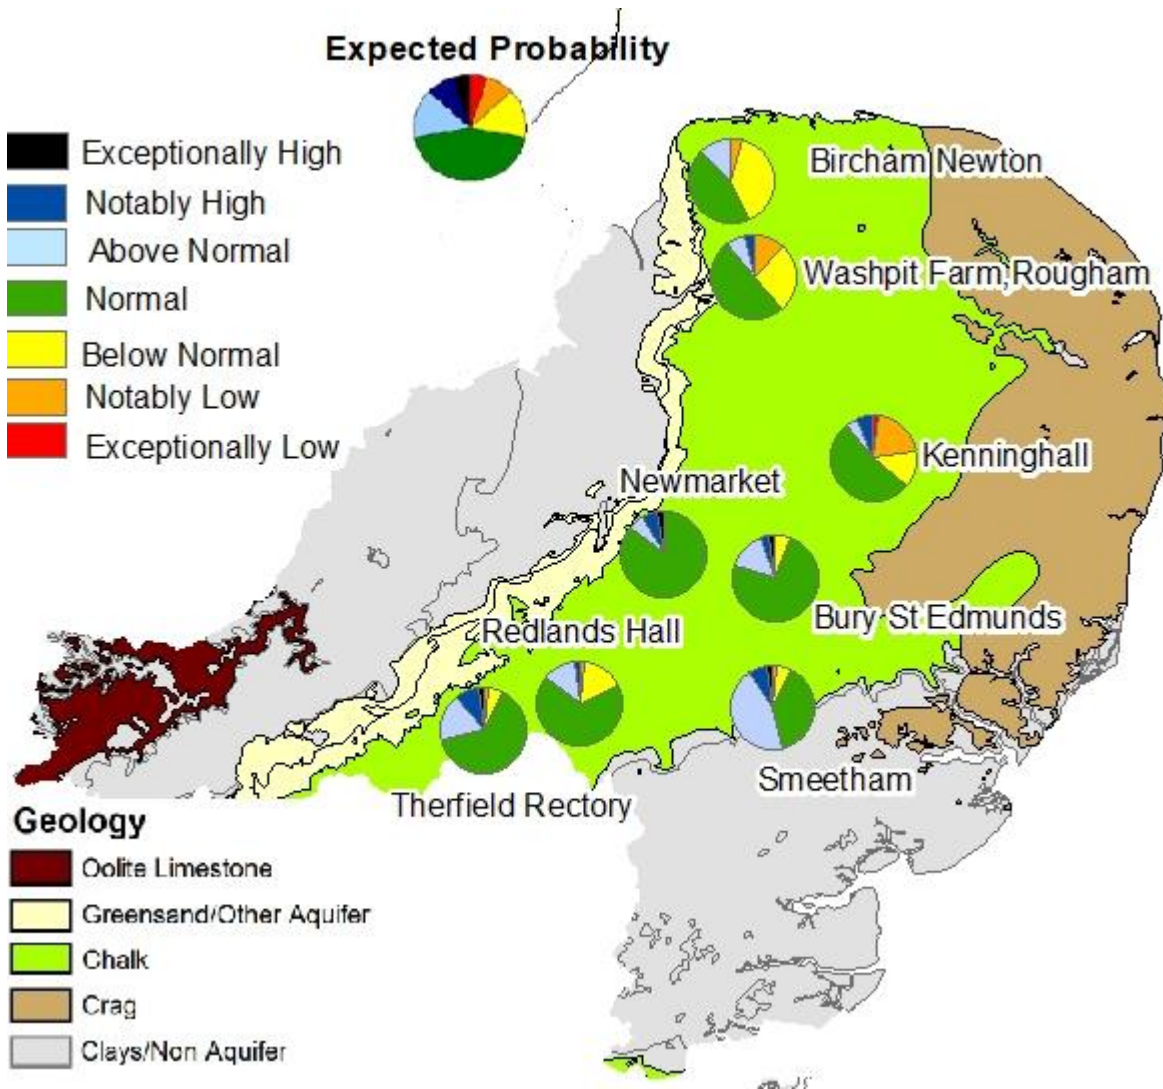 Expected Probability
Exceptionally High
Notably High
Above Normal
Normal
Below Normal
Notably Low
Exceptionally Low
Bircham Newton
Washpit Farm,Rougham
Kenninghall
Newmarket
Bury St Edmunds
Redlands Hall
Smeetham
Therfield Rectory
Geology
Oolite Limestone
Greensand/Other Aquifer
Chalk
Crag
Clays/Non Aquifer